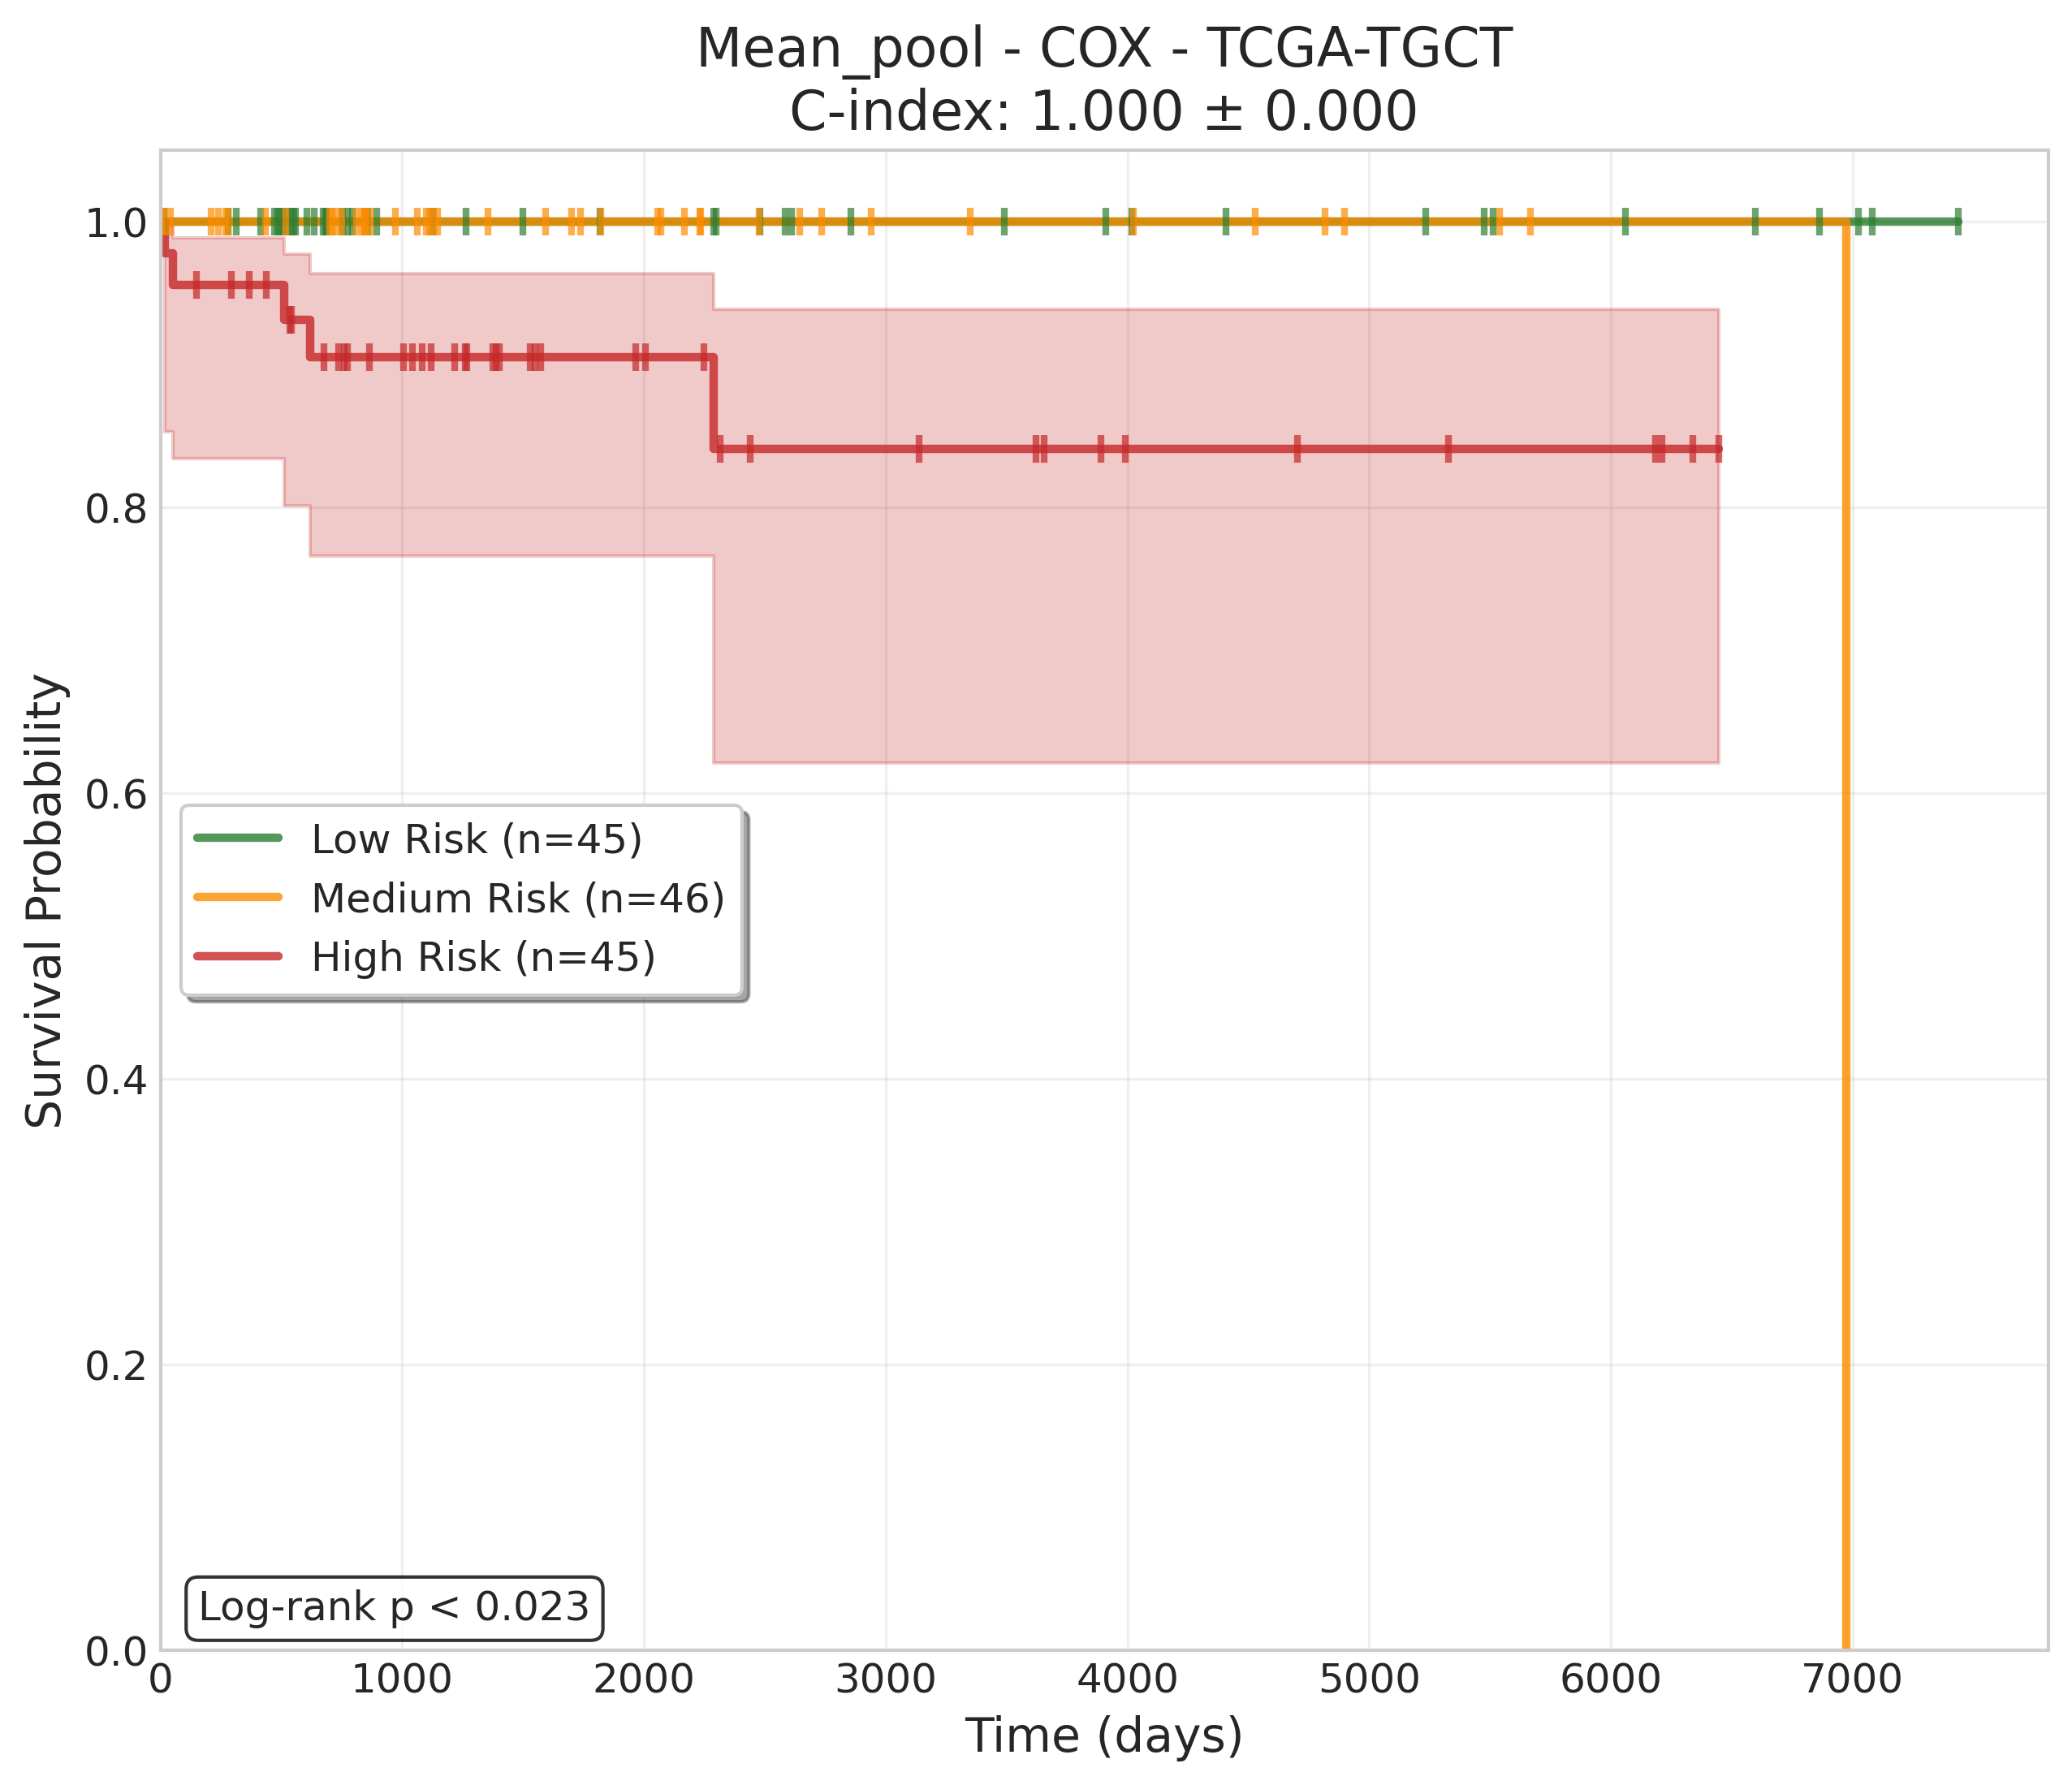 Mean_pool - COX - TCGA-TGCT
C-index: 1.000 ± 0.000
Survival Probability
1.0
0.8
0.6
0.4
0.2
0.0
Low Risk (n=45)
Medium Risk (n=46)
High Risk (n=45)
Log-rank p < 0.023
0 1000 2000 3000 4000 5000 6000 7000
Time (days)